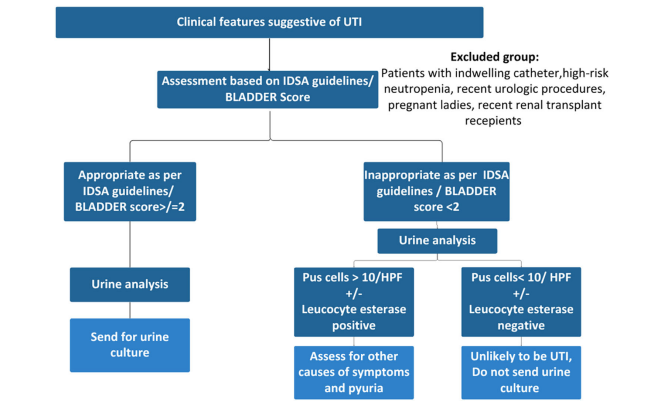 Clinical features suggestive of UTI
Excluded group:
Patients with indwelling catheter,high-risk
neutropenia, recent urologic procedures,
pregnant ladies, recent renal transplant
recepients
Assessment based on IDSA guidelines/
BLADDER Score
Appropriate as per
IDSA guidelines/
BLADDER score>/=2
Inappropriate as per  IDSA
guidelines / BLADDER
score <2
Urine analysis
Urine analysis
Pus cells > 10/HPF
+/-
Leucocyte esterase
positive
Pus cells< 10/ HPF
+/-
Leucocyte esterase
negative
Send for urine
culture
Assess for other
causes of symptoms
and pyuria
Unlikely to be UTI,
Do not send urine
culture